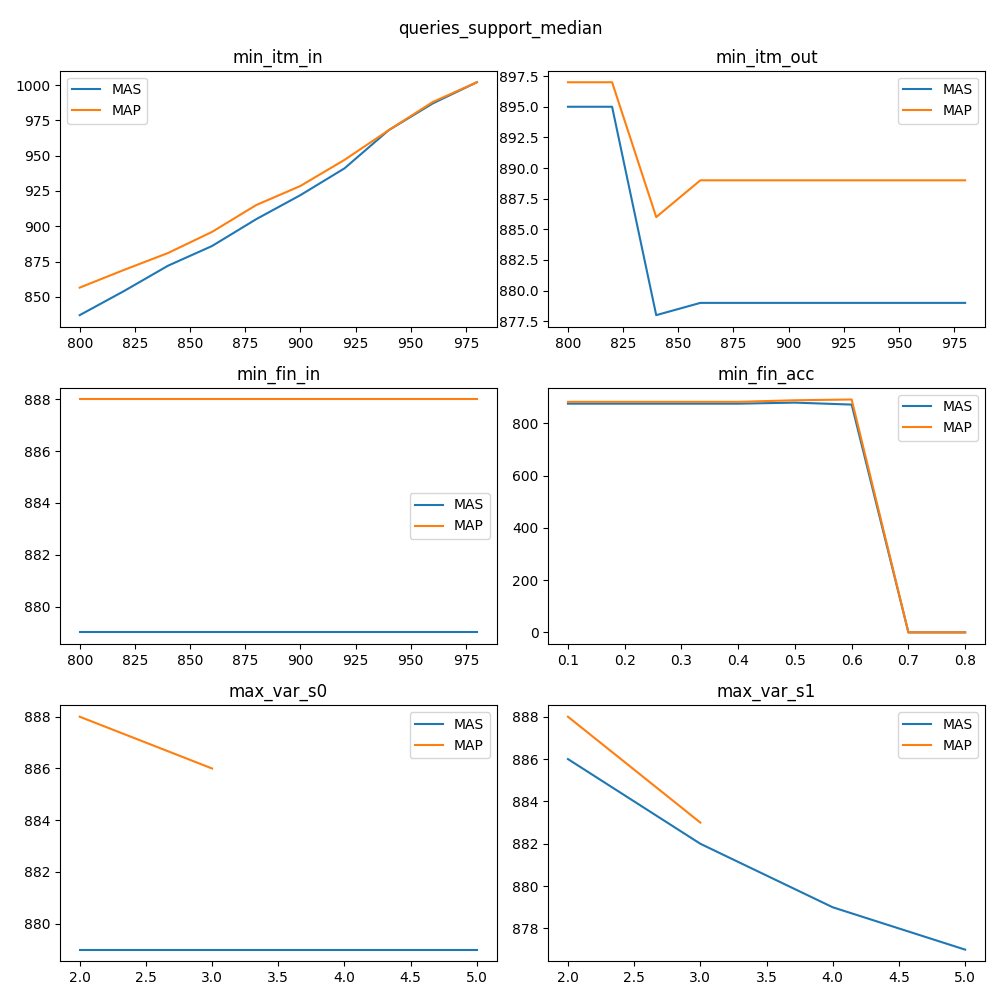 queries_support_median
min_itm_in
1000
975
950
925
900
875
850
800 825 850 875 900 925 950 975
MAS
MAP
min_itm_out
897.5
895.0
892.5
890.0
887.5
885.0
882.5
880.0
877.5
800 825 850 875 900 925 950 975
MAS
MAP
min_fin_in
888
886
884
882
880
800 825 850 875 900 925 950 975
MAS
MAP
min_fin_acc
800
600
400
200
0
0.1 0.2 0.3 0.4 0.5 0.6 0.7 0.8
MAS
MAP
max_var_s0
888
886
884
882
880
2.0 2.5 3.0 3.5 4.0 4.5 5.0
MAS
MAP
max_var_s1
888
886
884
882
880
878
2.0 2.5 3.0 3.5 4.0 4.5 5.0
MAS
MAP